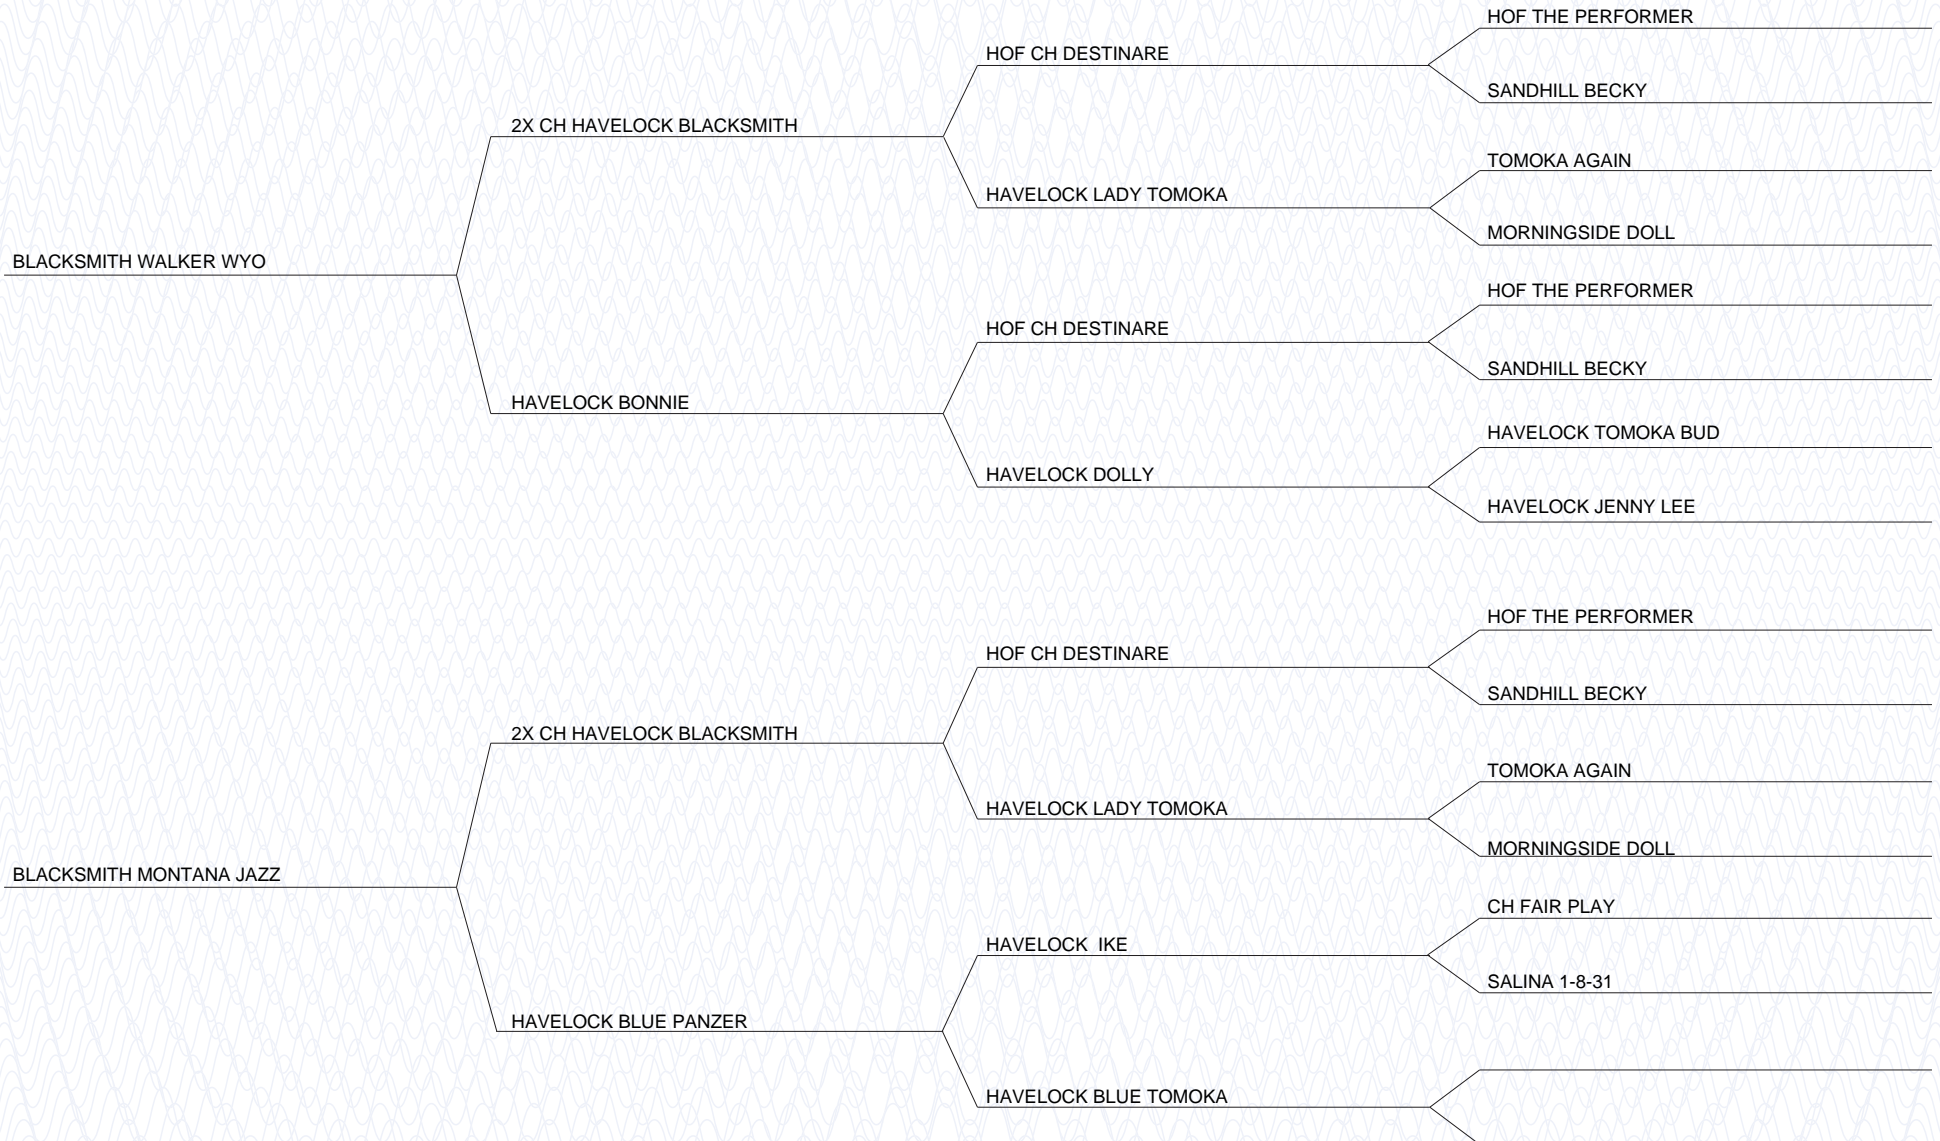 HOF THE PERFORMER
HOF CH DESTINARE
SANDHILL BECKY
2X CH HAVELOCK BLACKSMITH
TOMOKA AGAIN
HAVELOCK LADY TOMOKA
MORNINGSIDE DOLL
BLACKSMITH WALKER WYO
HOF THE PERFORMER
HOF CH DESTINARE
SANDHILL BECKY
HAVELOCK BONNIE
HAVELOCK TOMOKA BUD
HAVELOCK DOLLY
HAVELOCK JENNY LEE
HOF THE PERFORMER
HOF CH DESTINARE
SANDHILL BECKY
2X CH HAVELOCK BLACKSMITH
TOMOKA AGAIN
HAVELOCK LADY TOMOKA
MORNINGSIDE DOLL
BLACKSMITH MONTANA JAZZ
CH FAIR PLAY
HAVELOCK  IKE
SALINA 1-8-31
HAVELOCK BLUE PANZER
HAVELOCK BLUE TOMOKA